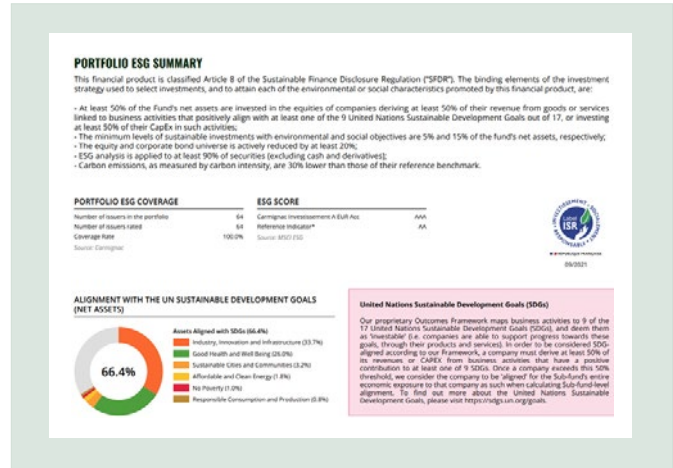 PORTFOLIO ESG SUMMARY
This financial product is classified Article 8 of the Sustainable Finance Disclosure Regulation ("SFDR"). The binding elements of the investment
strategy used to select investments, and to attain each of the environmental or social characteristics promoted by this financial product, are:
- At least 50% of the Fund's net assets are invested in the equities of companies deriving at least 50% of their revenue from goods or services
linked to business activities that positively align with at least one of the 9 United Nations Sustainable Development Goals out of 17, or investing
at least 50% of their CapEx in such activities;
- The minimum levels of sustainable investments with environmental and social objectives are 5% and 15% of the fund's net assets, respectively;
- The equity and corporate bond universe is actively reduced by at least 20%;
- ESG analysis is applied to at least 90% of securities (excluding cash and derivatives);
- Carbon emissions, as measured by carbon intensity, are 30% lower than those of their reference benchmark.
PORTFOLIO ESG COVERAGE
Number of issuers in the portfolio 64
Number of issuers rated 64
Coverage Rate 100.0%
Source: Carmignac
ESG SCORE
Carmignac Investissement A EUR Acc AAA
Reference Indicator* AA
Source: MSCI ESG
INVESTISSEMENT SOCIALEMENT RESPONSABLE
Label
ISR
RÉPUBLIQUE FRANÇAISE
09/2021
ALIGNMENT WITH THE UN SUSTAINABLE DEVELOPMENT GOALS
(NET ASSETS)
66.4%
Assets Aligned with SDGs (66.4%)
Industry, Innovation and Infrastructure (33.7%)
Good Health and Well Being (26.0%)
Sustainable Cities and Communities (3.2%)
Affordable and Clean Energy (1.8%)
No Poverty (1.0%)
Responsible Consumption and Production (0.8%)
United Nations Sustainable Development Goals (SDGs)
Our proprietary Outcomes Framework maps business activities to 9 of the
17 United Nations Sustainable Development Goals (SDGs), and deem them
as 'investable' (i.e. companies are able to support progress towards these
goals, through their products and services). In order to be considered SDG-
aligned according to our Framework, a company must derive at least 50% of
its revenues or CAPEX from business activities that have a positive
contribution to at least one of 9 SDGs. Once a company exceeds this 50%
threshold, we consider the company to be 'aligned' for the Sub-fund's entire
economic exposure to that company as such when calculating Sub-fund-level
alignment. To find out more about the United Nations Sustainable
Development Goals, please visit https://sdgs.un.org/goals.